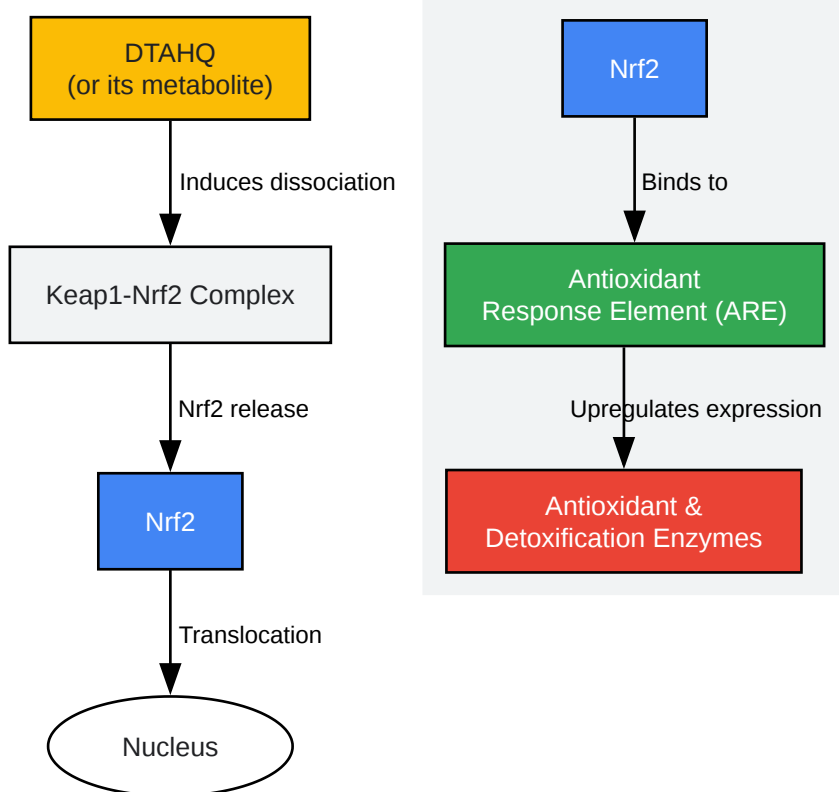 DTAHQ
(or its metabolite)
Induces dissociation
Keap1-Nrf2 Complex
Nrf2 release
Nrf2
Translocation
Nucleus
Nrf2
Binds to
Antioxidant
Response Element (ARE)
Upregulates expression
Antioxidant &
Detoxification Enzymes